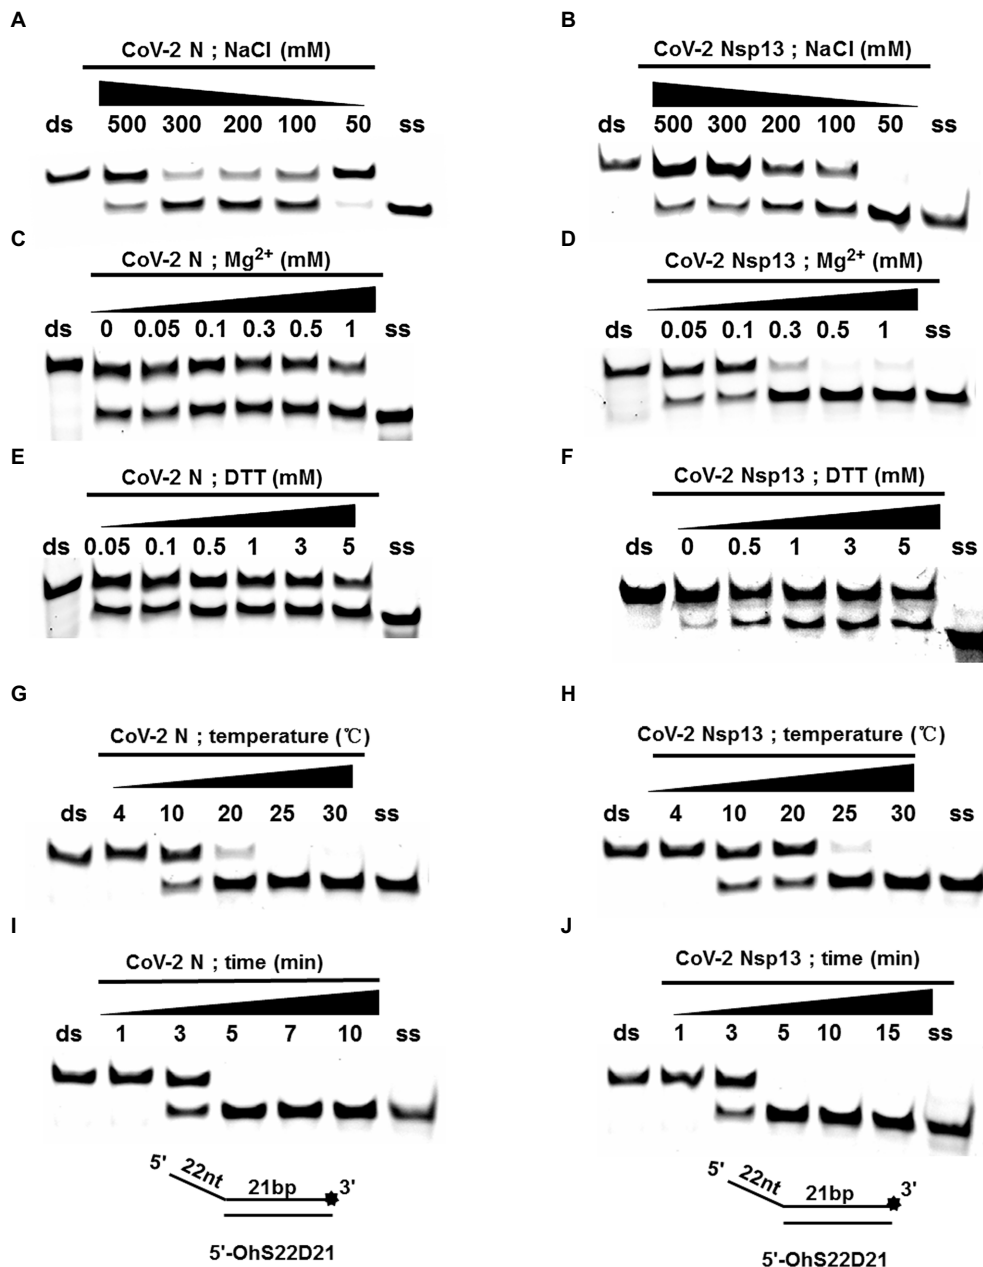 A
CoV-2 N ; NaCl (mM)
ds 500 300 200 100 50 ss
B
CoV-2 Nsp13 ; NaCl (mM)
ds 500 300 200 100 50 ss
C
CoV-2 N ; Mg²⁺ (mM)
ds 0 0.05 0.1 0.3 0.5 1 ss
D
CoV-2 Nsp13 ; Mg²⁺ (mM)
ds 0.05 0.1 0.3 0.5 1 ss
E
CoV-2 N ; DTT (mM)
ds 0.05 0.1 0.5 1 3 5 ss
F
CoV-2 Nsp13 ; DTT (mM)
ds 0 0.5 1 3 5 ss
G
CoV-2 N ; temperature (℃)
ds 4 10 20 25 30 ss
H
CoV-2 Nsp13 ; temperature (℃)
ds 4 10 20 25 30 ss
I
CoV-2 N ; time (min)
ds 1 3 5 7 10 ss
J
CoV-2 Nsp13 ; time (min)
ds 1 3 5 10 15 ss
5' 22nt 21bp 3'
5'-OhS22D21
5' 22nt 21bp 3'
5'-OhS22D21